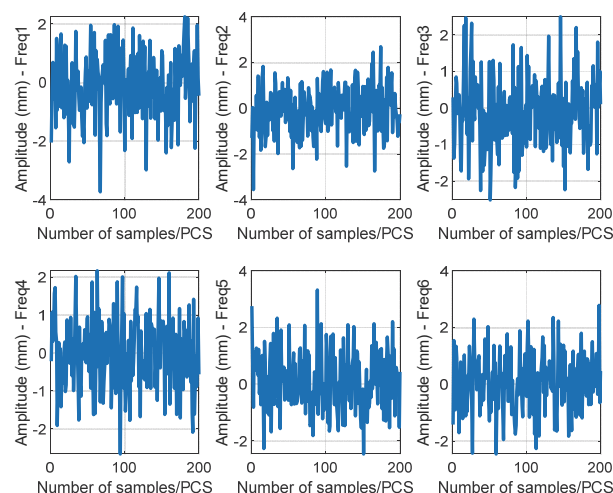 Amplitude (mm) - Freq1
2
0
-2
-4
0 100 200
Number of samples/PCS
Amplitude (mm) - Freq2
4
2
0
-2
-4
0 100 200
Number of samples/PCS
Amplitude (mm) - Freq3
2
1
0
-1
-2
0 100 200
Number of samples/PCS
Amplitude (mm) - Freq4
2
1
0
-1
-2
0 100 200
Number of samples/PCS
Amplitude (mm) - Freq5
4
2
0
-2
0 100 200
Number of samples/PCS
Amplitude (mm) - Freq6
4
2
0
-2
0 100 200
Number of samples/PCS